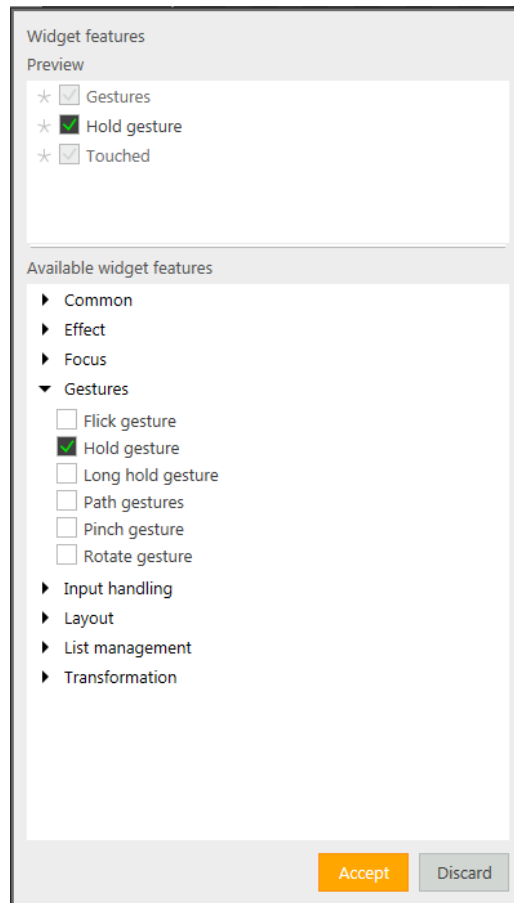 Widget features
Preview
Gestures
Hold gesture
Touched
Available widget features
Common
Effect
Focus
Gestures
Flick gesture
Hold gesture
Long hold gesture
Path gestures
Pinch gesture
Rotate gesture
Input handling
Layout
List management
Transformation
Accept Discard